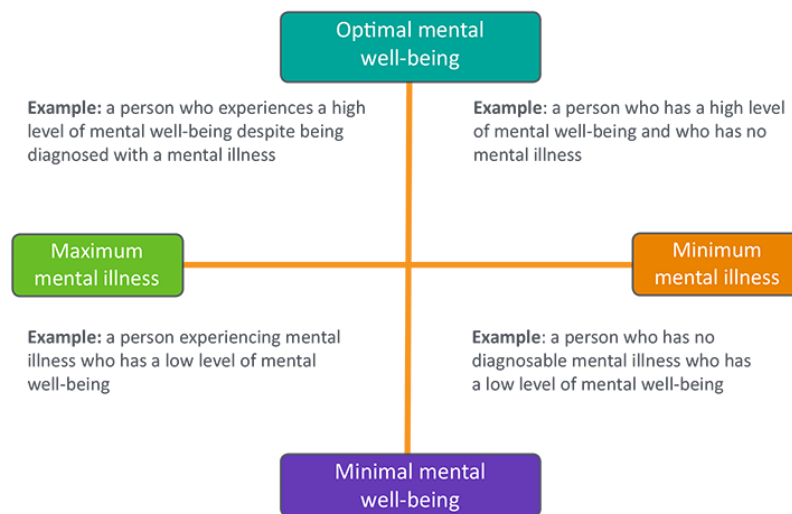 Optimal mental
well-being
Example: a person who experiences a high
level of mental well-being despite being
diagnosed with a mental illness
Example: a person who has a high level
of mental well-being and who has no
mental illness
Maximum
mental illness
Minimum
mental illness
Example: a person experiencing mental
illness who has a low level of mental
well-being
Example: a person who has no
diagnosable mental illness who has
a low level of mental well-being
Minimal mental
well-being